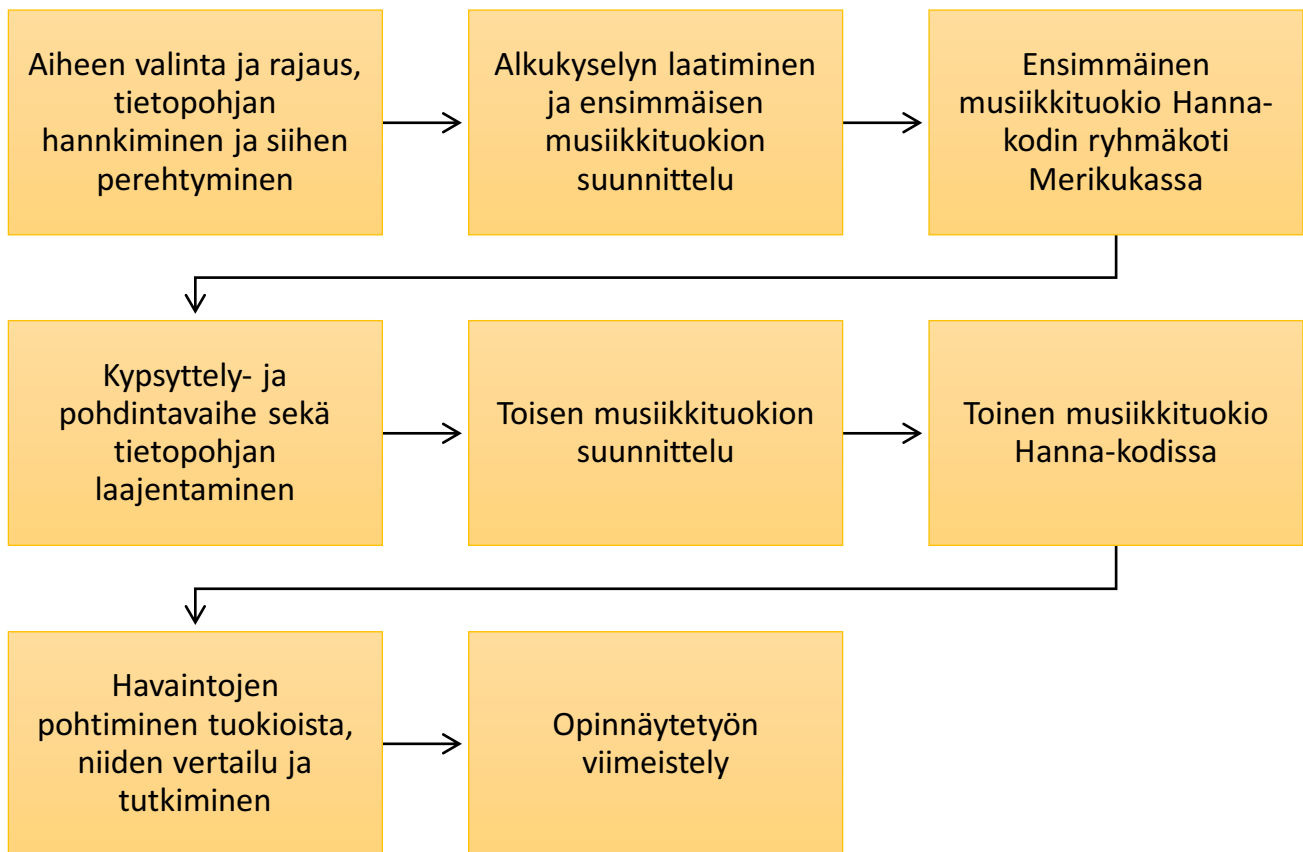 Aiheen valinta ja rajaus,
tietopohjan
hannkiminen ja siihen
perehtyminen
Alkukyselyn laatiminen
ja ensimmäisen
musiikkituokion
suunnittelu
Ensimmäinen
musiikkituokio Hanna-
kodin ryhmäkoti
Merikukassa
Kypsyttely- ja
pohdintavaihe sekä
tietopohjan
laajentaminen
Toisen musiikkituokion
suunnittelu
Toinen musiikkituokio
Hanna-kodissa
Havaintojen
pohtiminen tuokioista,
niiden vertailu ja
tutkiminen
Opinnäytetyön
viimeistely